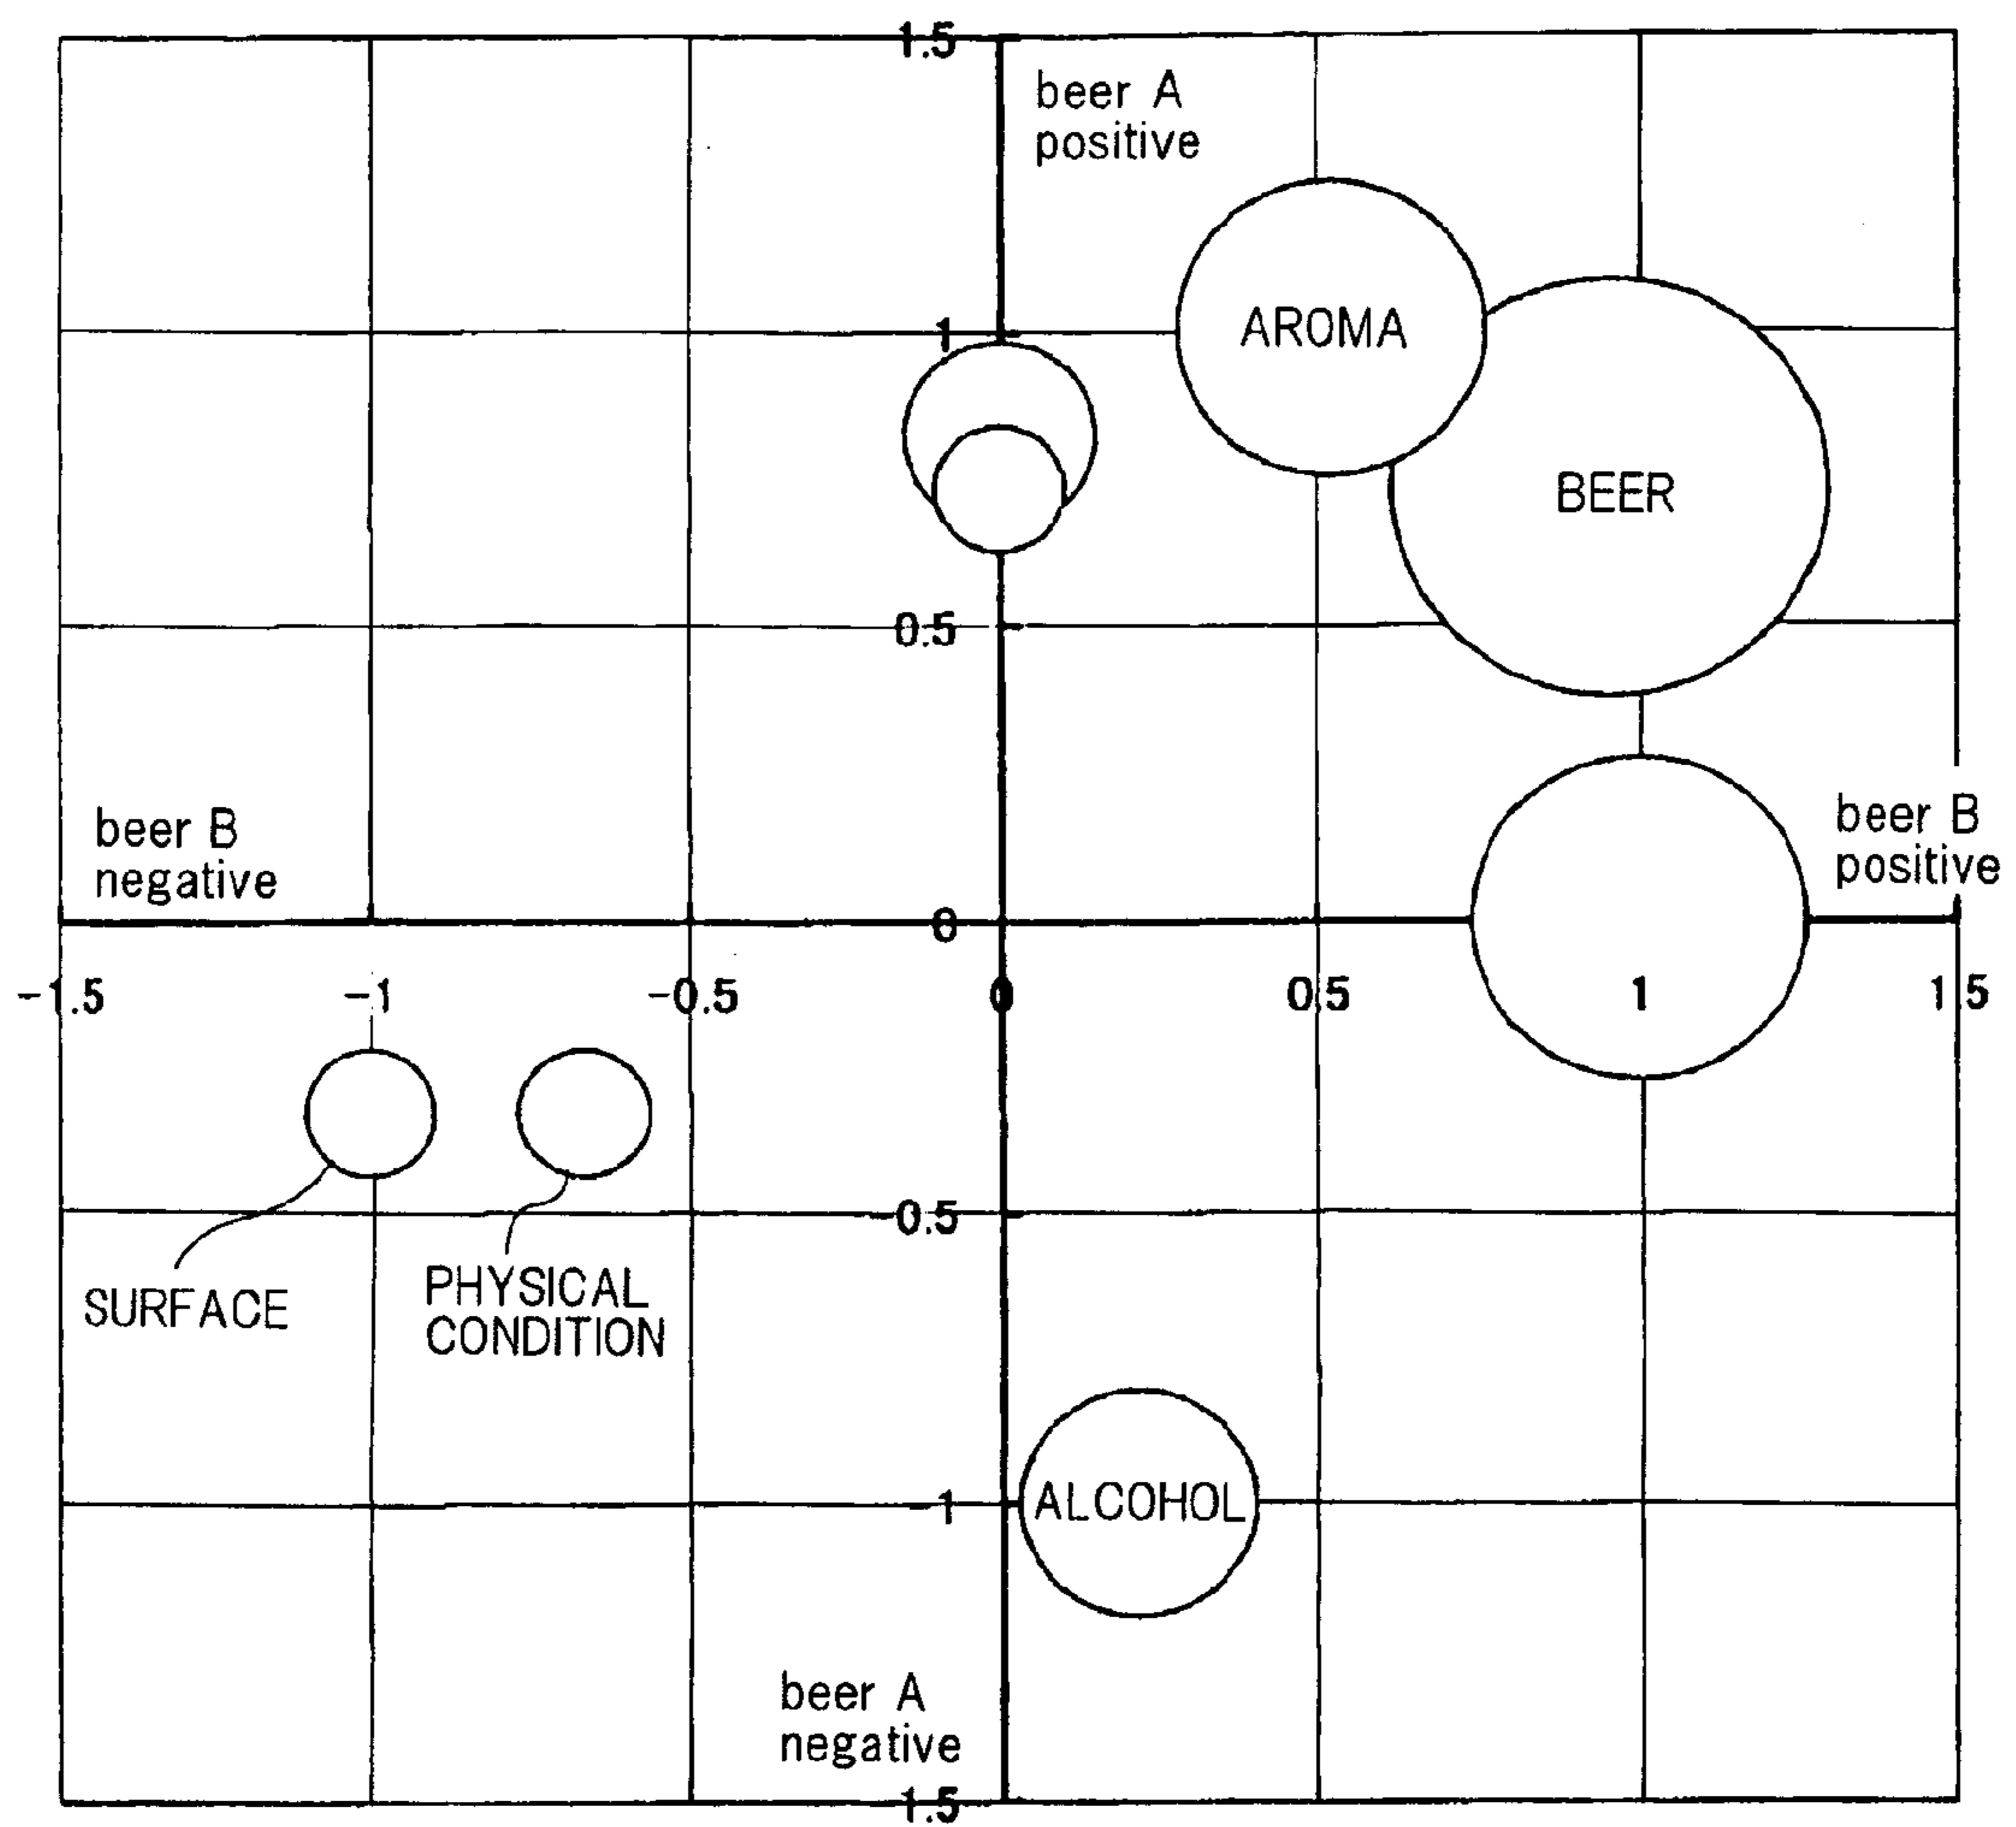 1.5
beer A
positive
AROMA
1
BEER
0.5
beer B
negative
beer B
positive
0
-1.5
-1
-0.5
0
0.5
1
1.5
-0.5
SURFACE
PHYSICAL
CONDITION
-1
ALCOHOL
beer A
negative
1.5